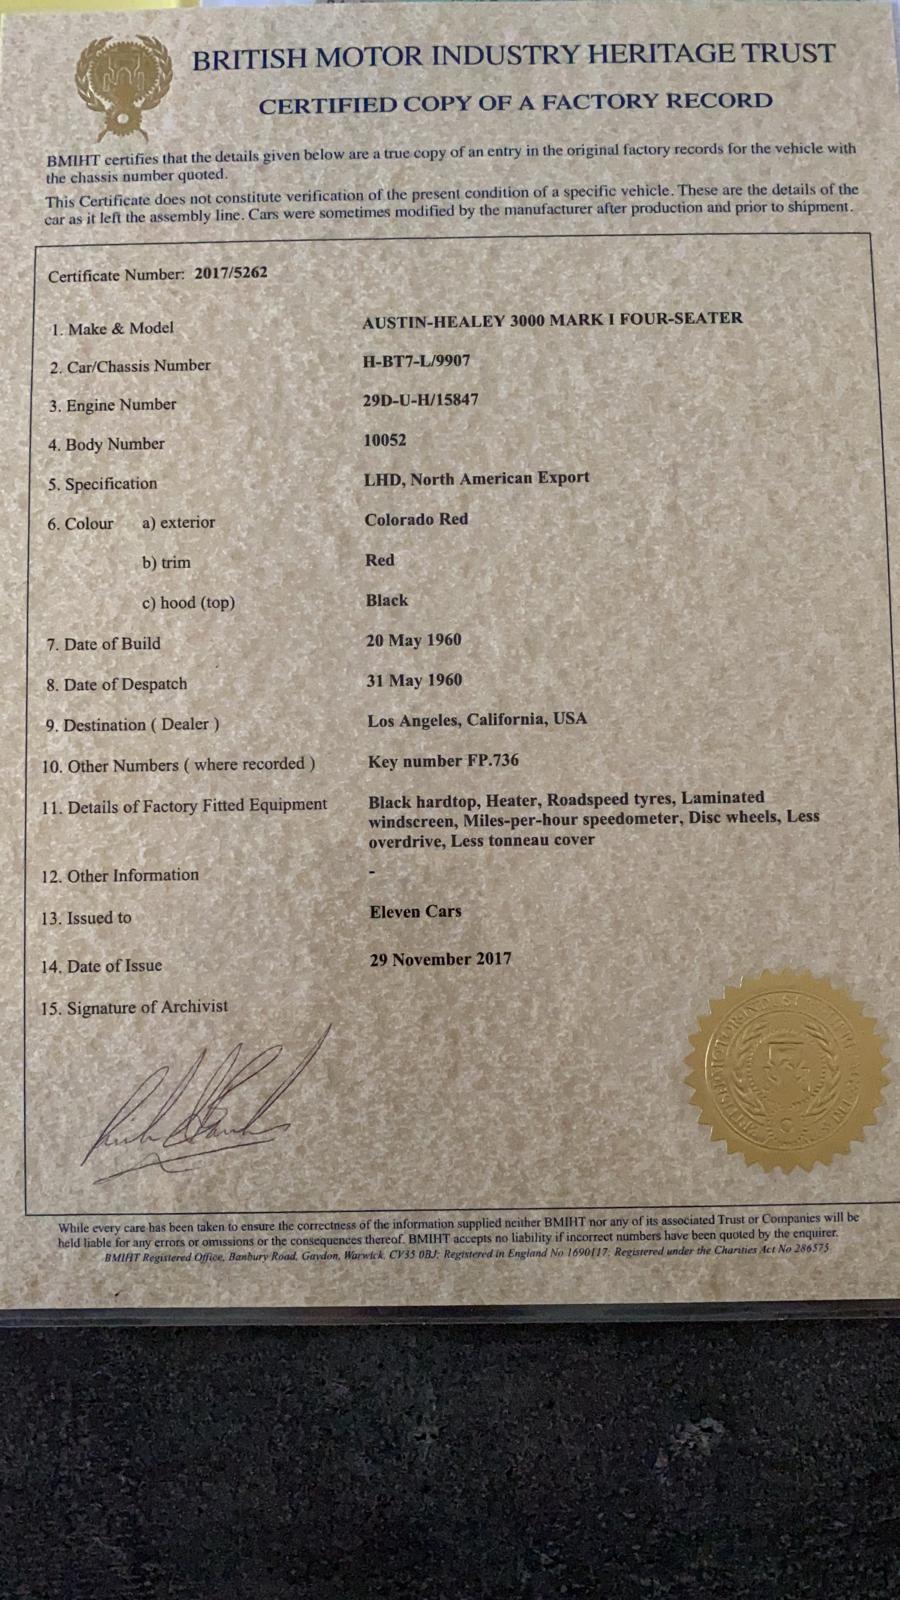 BRITISH MOTOR INDUSTRY HERITAGE TRUST
CERTIFIED COPY OF A FACTORY RECORD
BMIHT certifies that the details given below are a true copy of an entry in the original factory records for the vehicle with
the chassis number quoted.
This Certificate does not constitute verification of the present condition of a specific vehicle. These are the details of the
car as it left the assembly line. Cars were sometimes modified by the manufacturer after production and prior to shipment.
Certificate Number: 2017/5262
1. Make & Model AUSTIN-HEALEY 3000 MARK I FOUR-SEATER
2. Car/Chassis Number H-BT7-L/9907
3. Engine Number 29D-U-H/15847
4. Body Number 10052
5. Specification LHD, North American Export
6. Colour a) exterior Colorado Red
b) trim Red
c) hood (top) Black
7. Date of Build 20 May 1960
8. Date of Despatch 31 May 1960
9. Destination ( Dealer ) Los Angeles, California, USA
10. Other Numbers ( where recorded ) Key number FP.736
11. Details of Factory Fitted Equipment Black hardtop, Heater, Roadspeed tyres, Laminated
windscreen, Miles-per-hour speedometer, Disc wheels, Less
overdrive, Less tonneau cover
12. Other Information -
13. Issued to Eleven Cars
14. Date of Issue 29 November 2017
15. Signature of Archivist
While every care has been taken to ensure the correctness of the information supplied neither BMIHT nor any of its associated Trust or Companies will be
held liable for any errors or omissions or the consequences thereof. BMIHT accepts no liability if incorrect numbers have been quoted by the enquirer.
BMIHT Registered Office, Banbury Road, Gaydon, Warwick, CV35 0BJ; Registered in England No 1690117; Registered under the Charities Act No 286575